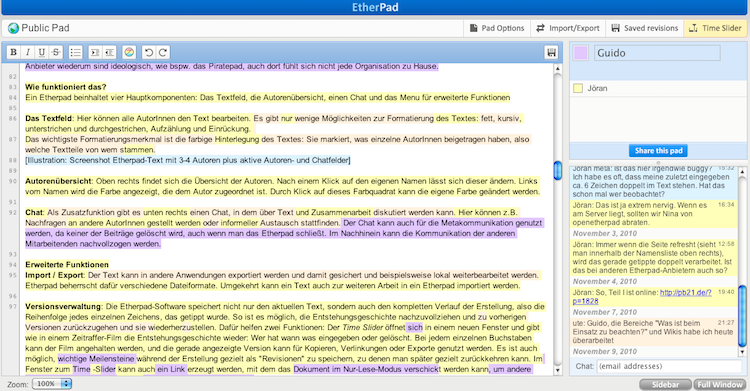 EtherPad
Public Pad
Pad Options
Import/Export
Saved revisions
Time Slider
B I U S
Anbieter wiederum sind ideologisch, wie bspw. das Piratepad, auch dort fühlt sich nicht jede Organisation zu Hause.
82
83 Wie funktioniert das?
84 Ein Etherpad beinhaltet vier Hauptkomponenten: Das Textfeld, die Autorenübersicht, einen Chat und das Menu für erweiterte Funktionen
85
86 Das Textfeld: Hier können alle AutorInnen den Text bearbeiten. Es gibt nur wenige Möglichkeiten zur Formatierung des Textes: fett, kursiv,
unterstrichen und durchgestrichen, Aufzählung und Einrückung.
87 Das wichtigste Formatierungsmerkmal ist die farbige Hinterlegung des Textes: Sie markiert, was einzelne AutorInnen beigetragen haben, also
welche Textteile von wem stammen.
88 [Illustration: Screenshot Etherpad-Text mit 3-4 Autoren plus aktive Autoren- und Chatfelder]
89
90 Autorenübersicht: Oben rechts findet sich die Übersicht der Autoren. Nach einem Klick auf den eigenen Namen lässt sich dieser ändern. Links
vom Namen wird die Farbe angezeigt, die dem Autor zugeordnet ist. Durch Klick auf dieses Farbquadrat kann die eigene Farbe geändert werden.
91
92 Chat: Als Zusatzfunktion gibt es unten rechts einen Chat, in dem über Text und Zusammenarbeit diskutiert werden kann. Hier können z.B.
Nachfragen an andere AutorInnen gestellt werden oder informeller Austausch stattfinden. Der Chat kann auch für die Metakommunikation genutzt
werden, da keiner der Beiträge gelöscht wird, auch wenn man das Etherpad schließt. Im Nachhinein kann die Kommunikation der anderen
Mitarbeitenden nachvollzogen werden.
93
94 Erweiterte Funktionen
95 Import / Export: Der Text kann in andere Anwendungen exportiert werden und damit gesichert und beispielsweise lokal weiterbearbeitet werden.
Etherpad beherrscht dafür verschiedene Dateiformate. Umgekehrt kann ein Text auch zur weiteren Arbeit in ein Etherpad importiert werden.
96
97 Versionsverwaltung: Die Etherpad-Software speichert nicht nur den aktuellen Text, sondern auch den kompletten Verlauf der Erstellung, also die
Reihenfolge jedes einzelnen Zeichens, das getippt wurde. So ist es möglich, die Entstehungsgeschichte nachzuvollziehen und zu vorherigen
Versionen zurückzugehen und sie wiederherzustellen. Dafür helfen zwei Funktionen: Der Time Slider öffnet sich in einem neuen Fenster und gibt
wie in einem Zeitraffer-Film die Entstehungsgeschichte wieder: Wer hat wann was eingegeben oder gelöscht. Bei jedem einzelnen Buchstaben
kann der Film angehalten werden, und die gerade angezeigte Version kann für Kopieren, Verlinkungen oder Exporte genutzt werden. Es ist auch
möglich, wichtige Meilensteine während der Erstellung gezielt als "Revisionen" zu speichern, zu denen man später gezielt zurückkehren kann. Im
Fenster zum Time -Slider kann auch ein Link erzeugt werden, mit dem das Dokument im Nur-Lese-Modus verschickt werden kann, um andere
Zoom: 100%
Guido
Jöran
Share this pad
Jöran meta: ist das hier irgendwie buggy? 16:32
Ich habe es oft, dass meine zuletzt eingegeben
ca. 6 Zeichen doppelt im Text stehen. Hat das
schon mal wer beobachtet?
Jöran: Das ist ja extrem nervig. Wenn es 16:34
am Server liegt, sollten wir Nina von
openetherpad abraten.
November 3, 2010
Jöran: Immer wenn die Seite refresht (sieht 12:58
man innerhalb der Namensliste oben rechts),
wird das gerade getippte doppelt verarbeitet. Ist
das bei anderen Etherpad-Anbietern auch so?
November 4, 2010
Jöran: So, Teil I ist online: http://pb21.de/? 19:40
p=1828
November 7, 2010
ute: Guido, die Bereiche "Was ist beim 21:27
Einsatz zu beachten?" und Wikis habe ich heute
überarbeitet
November 9, 2010
Chat: (email addresses)
Sidebar
Full Window